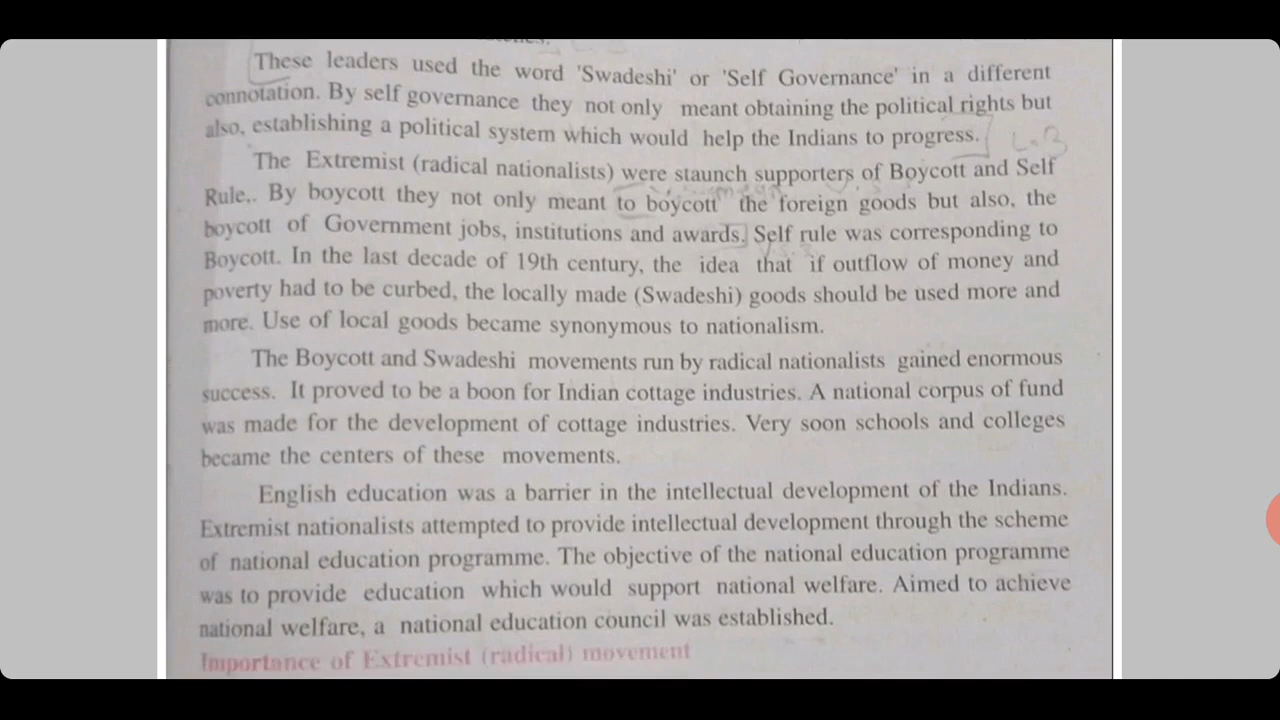 These leaders used the word 'Swadeshi' or 'Self Governance' in a different
connotation. By self governance they not only meant obtaining the political rights but
also, establishing a political system which would help the Indians to progress.
The Extremist (radical nationalists) were staunch supporters of Boycott and Self
Rule,. By boycott they not only meant to boycott the foreign goods but also, the
boycott of Government jobs, institutions and awards. Self rule was corresponding to
Boycott. In the last decade of 19th century, the idea that if outflow of money and
poverty had to be curbed, the locally made (Swadeshi) goods should be used more and
more. Use of local goods became synonymous to nationalism.
The Boycott and Swadeshi movements run by radical nationalists gained enormous
success. It proved to be a boon for Indian cottage industries. A national corpus of fund
was made for the development of cottage industries. Very soon schools and colleges
became the centers of these movements.
English education was a barrier in the intellectual development of the Indians.
Extremist nationalists attempted to provide intellectual development through the scheme
of national education programme. The objective of the national education programme
was to provide education which would support national welfare. Aimed to achieve
national welfare, a national education council was established.
Importance of Extremist (radical) movement